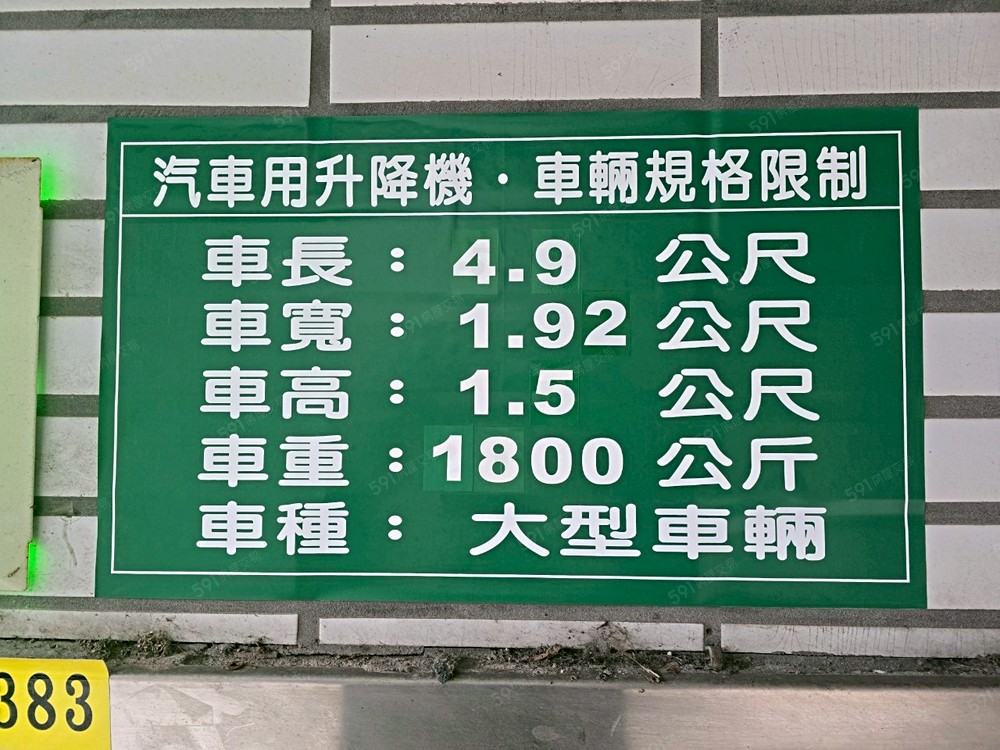 汽車用升降機・車輛規格限制
車長：4.9 公尺
車寬：1.92 公尺
車高：1.5 公尺
車重：1800 公斤
車種：大型車輛
383